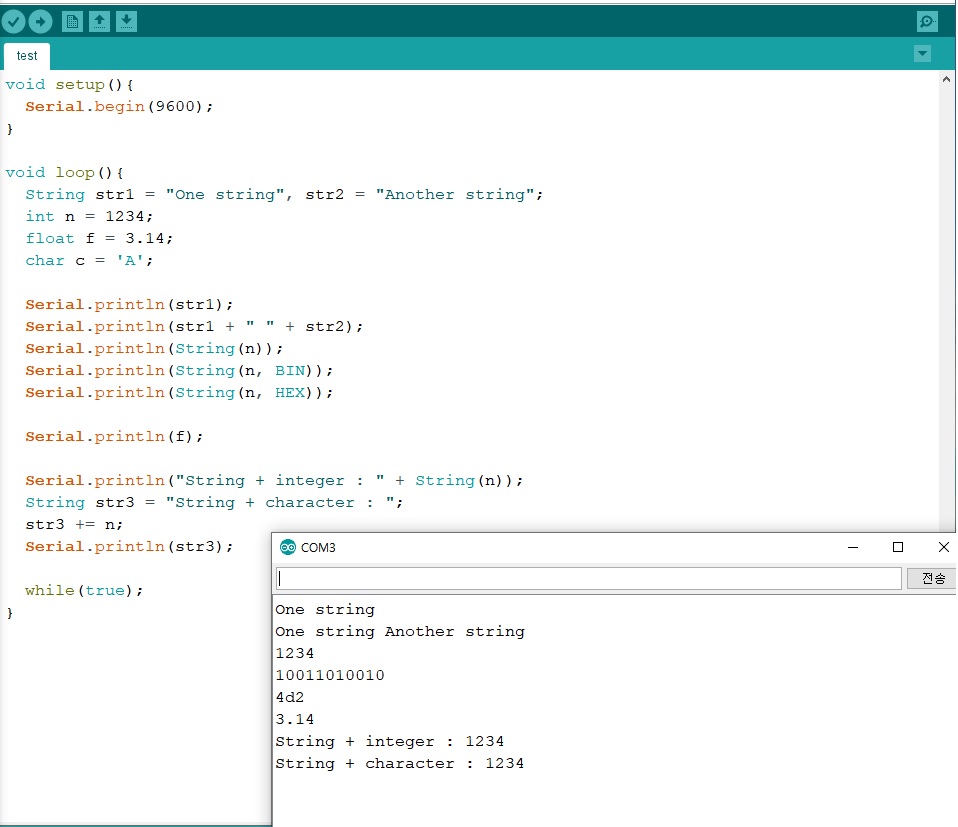 test
void setup(){
  Serial.begin(9600);
}

void loop(){
  String str1 = "One string", str2 = "Another string";
  int n = 1234;
  float f = 3.14;
  char c = 'A';

  Serial.println(str1);
  Serial.println(str1 + " " + str2);
  Serial.println(String(n));
  Serial.println(String(n, BIN));
  Serial.println(String(n, HEX));

  Serial.println(f);

  Serial.println("String + integer : " + String(n));
  String str3 = "String + character : ";
  str3 += n;
  Serial.println(str3);

  while(true);
}
COM3
전송
One string
One string Another string
1234
10011010010
4d2
3.14
String + integer : 1234
String + character : 1234